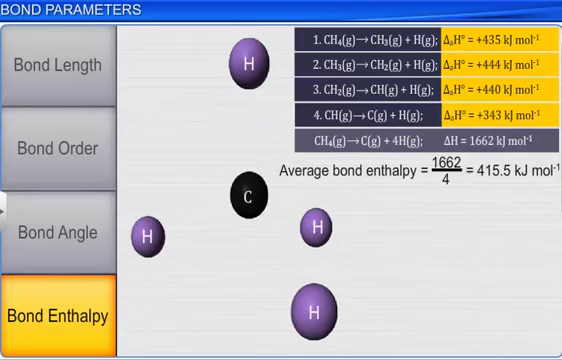 BOND PARAMETERS
Bond Length
Bond Order
Bond Angle
Bond Enthalpy
1. CH₄(g)→CH₃(g) + H(g); ΔₐH° = +435 kJ mol⁻¹
2. CH₃(g)→CH₂(g) + H(g); ΔₐH° = +444 kJ mol⁻¹
3. CH₂(g)→CH(g) + H(g); ΔₐH° = +440 kJ mol⁻¹
4. CH(g)→C(g) + H(g); ΔₐH° = +343 kJ mol⁻¹
CH₄(g)→C(g) + 4H(g); ΔH = 1662 kJ mol⁻¹
Average bond enthalpy = 1662/4 = 415.5 kJ mol⁻¹
H
C
H
H
H